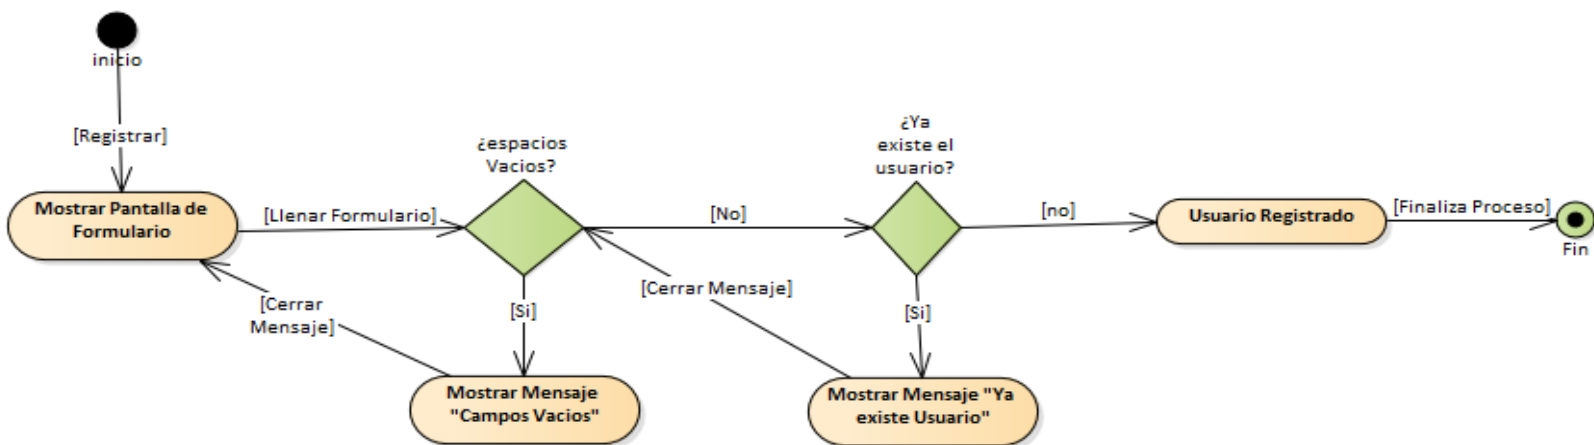 inicio
[Registrar]
Mostrar Pantalla de
Formulario
[Llenar Formulario]
¿espacios
Vacios?
[No]
¿Ya
existe el
usuario?
[no]
Usuario Registrado
[Finaliza Proceso]
Fin
[Cerrar
Mensaje]
[Si]
[Cerrar Mensaje]
[Si]
Mostrar Mensaje
"Campos Vacios"
Mostrar Mensaje "Ya
existe Usuario"